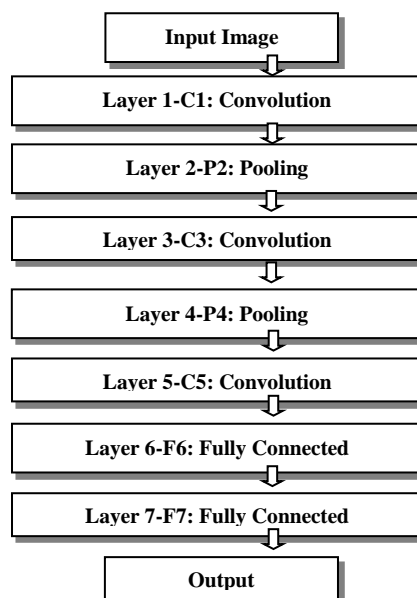 Input Image
Layer 1-C1: Convolution
Layer 2-P2: Pooling
Layer 3-C3: Convolution
Layer 4-P4: Pooling
Layer 5-C5: Convolution
Layer 6-F6: Fully Connected
Layer 7-F7: Fully Connected
Output